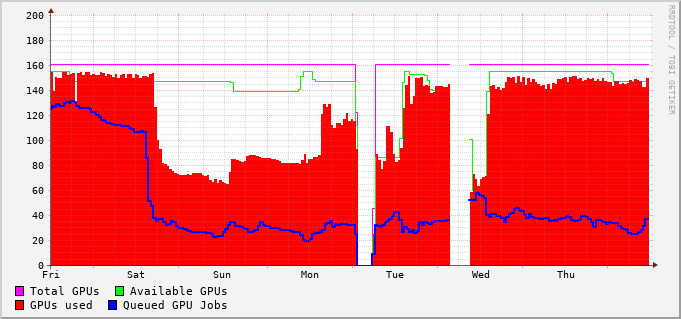 200
180
160
140
120
100
80
60
40
20
0
Fri Sat Sun Mon Tue Wed Thu
Total GPUs Available GPUs
GPUs used Queued GPU Jobs
RRDTOOL / TOBI OETIKER